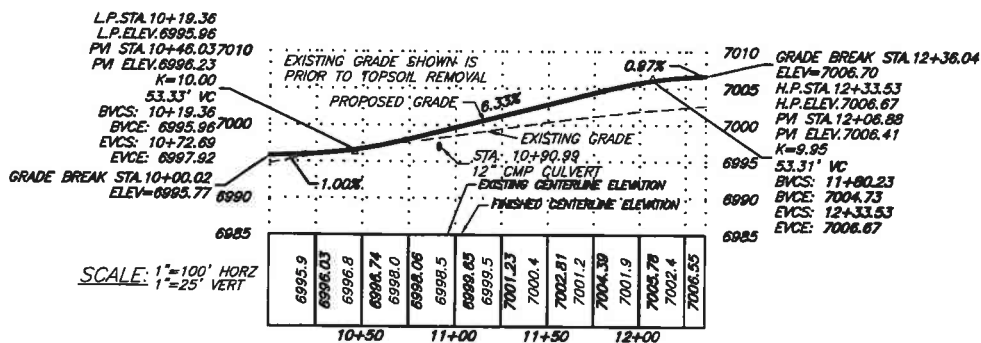 L.P.STA.10+19.36
L.P.ELEV.6995.96
PVI STA.10+46.03
PVI ELEV.6996.23
K=10.00
53.33' VC
BVCS: 10+19.36
BVCE: 6995.96
EVCS: 10+72.69
EVCE: 6997.92
GRADE BREAK STA.10+00.02
ELEV=6995.77
7010
7000
6990
6985
EXISTING GRADE SHOWN IS
PRIOR TO TOPSOIL REMOVAL
PROPOSED GRADE
6.33%
0.97%
EXISTING GRADE
STA: 10+90.99
12" CMP CULVERT
1.00%
EXISTING CENTERLINE ELEVATION
FINISHED CENTERLINE ELEVATION
7010
7005
7000
6995
6990
6985
GRADE BREAK STA.12+36.04
ELEV=7006.70
H.P.STA.12+33.53
H.P.ELEV.7006.67
PVI STA.12+06.88
PVI ELEV.7006.41
K=9.95
53.31' VC
BVCS: 11+80.23
BVCE: 7004.73
EVCS: 12+33.53
EVCE: 7006.67
SCALE: 1"=100' HORZ
1"=25' VERT
6995.9
6996.03
6996.8
6996.74
6998.0
6998.06
6998.5
6999.65
6999.5
7001.23
7000.4
7002.81
7001.2
7004.39
7001.9
7005.78
7002.4
7006.55
10+50
11+00
11+50
12+00